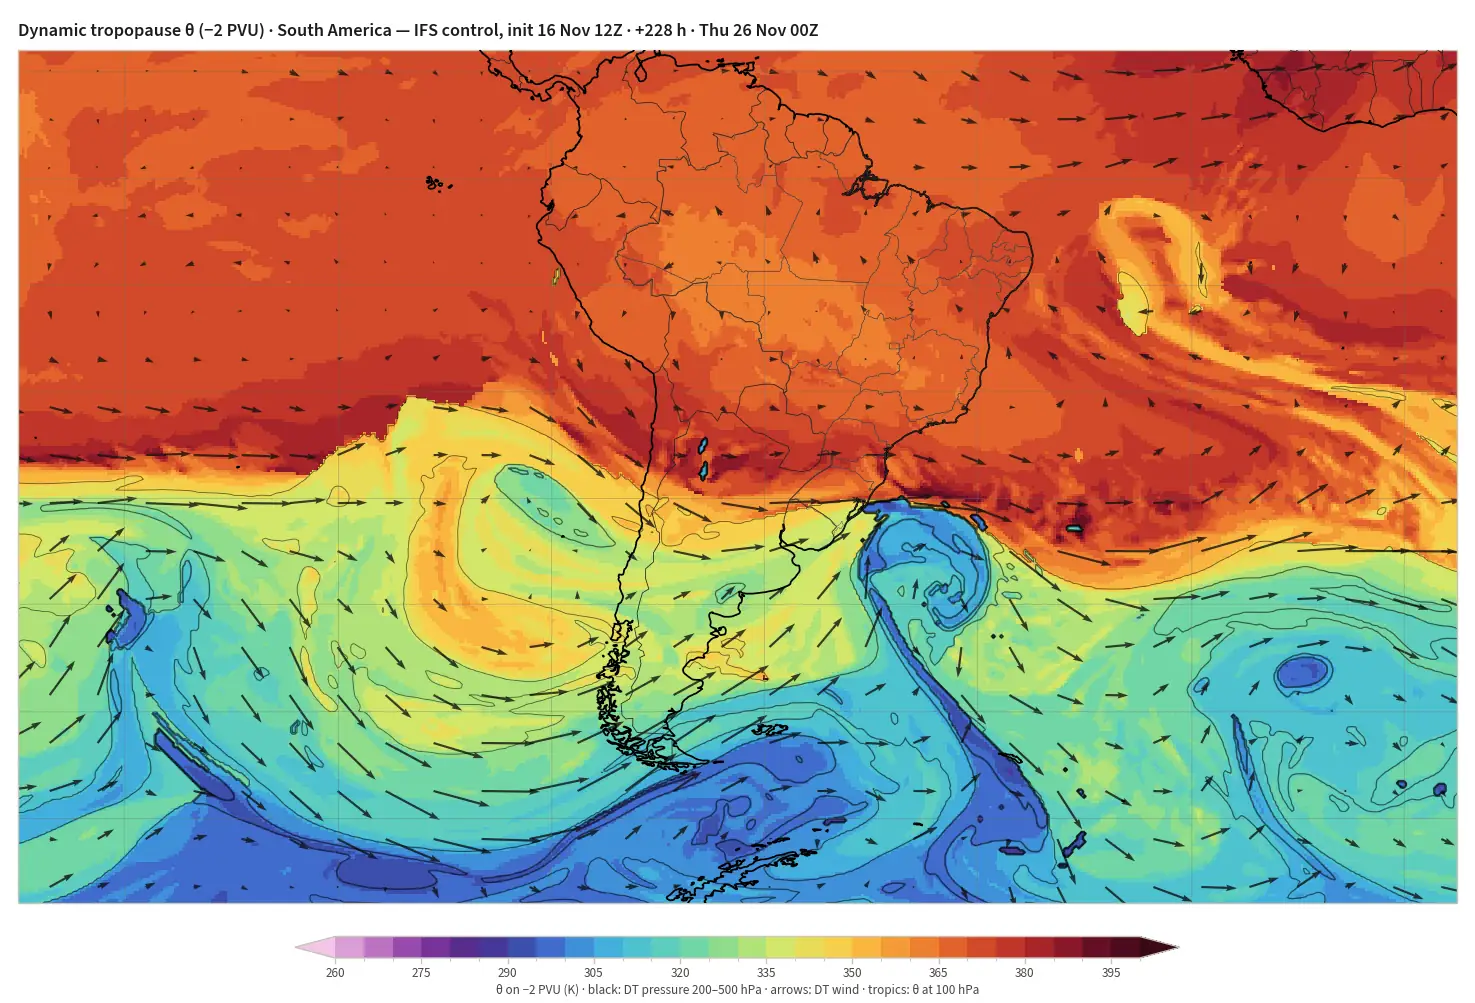 Dynamic tropopause θ (−2 PVU) · South America — IFS control, init 16 Nov 12Z · +228 h · Thu 26 Nov 00Z
260 275 290 305 320 335 350 365 380 395
θ on −2 PVU (K) · black: DT pressure 200–500 hPa · arrows: DT wind · tropics: θ at 100 hPa